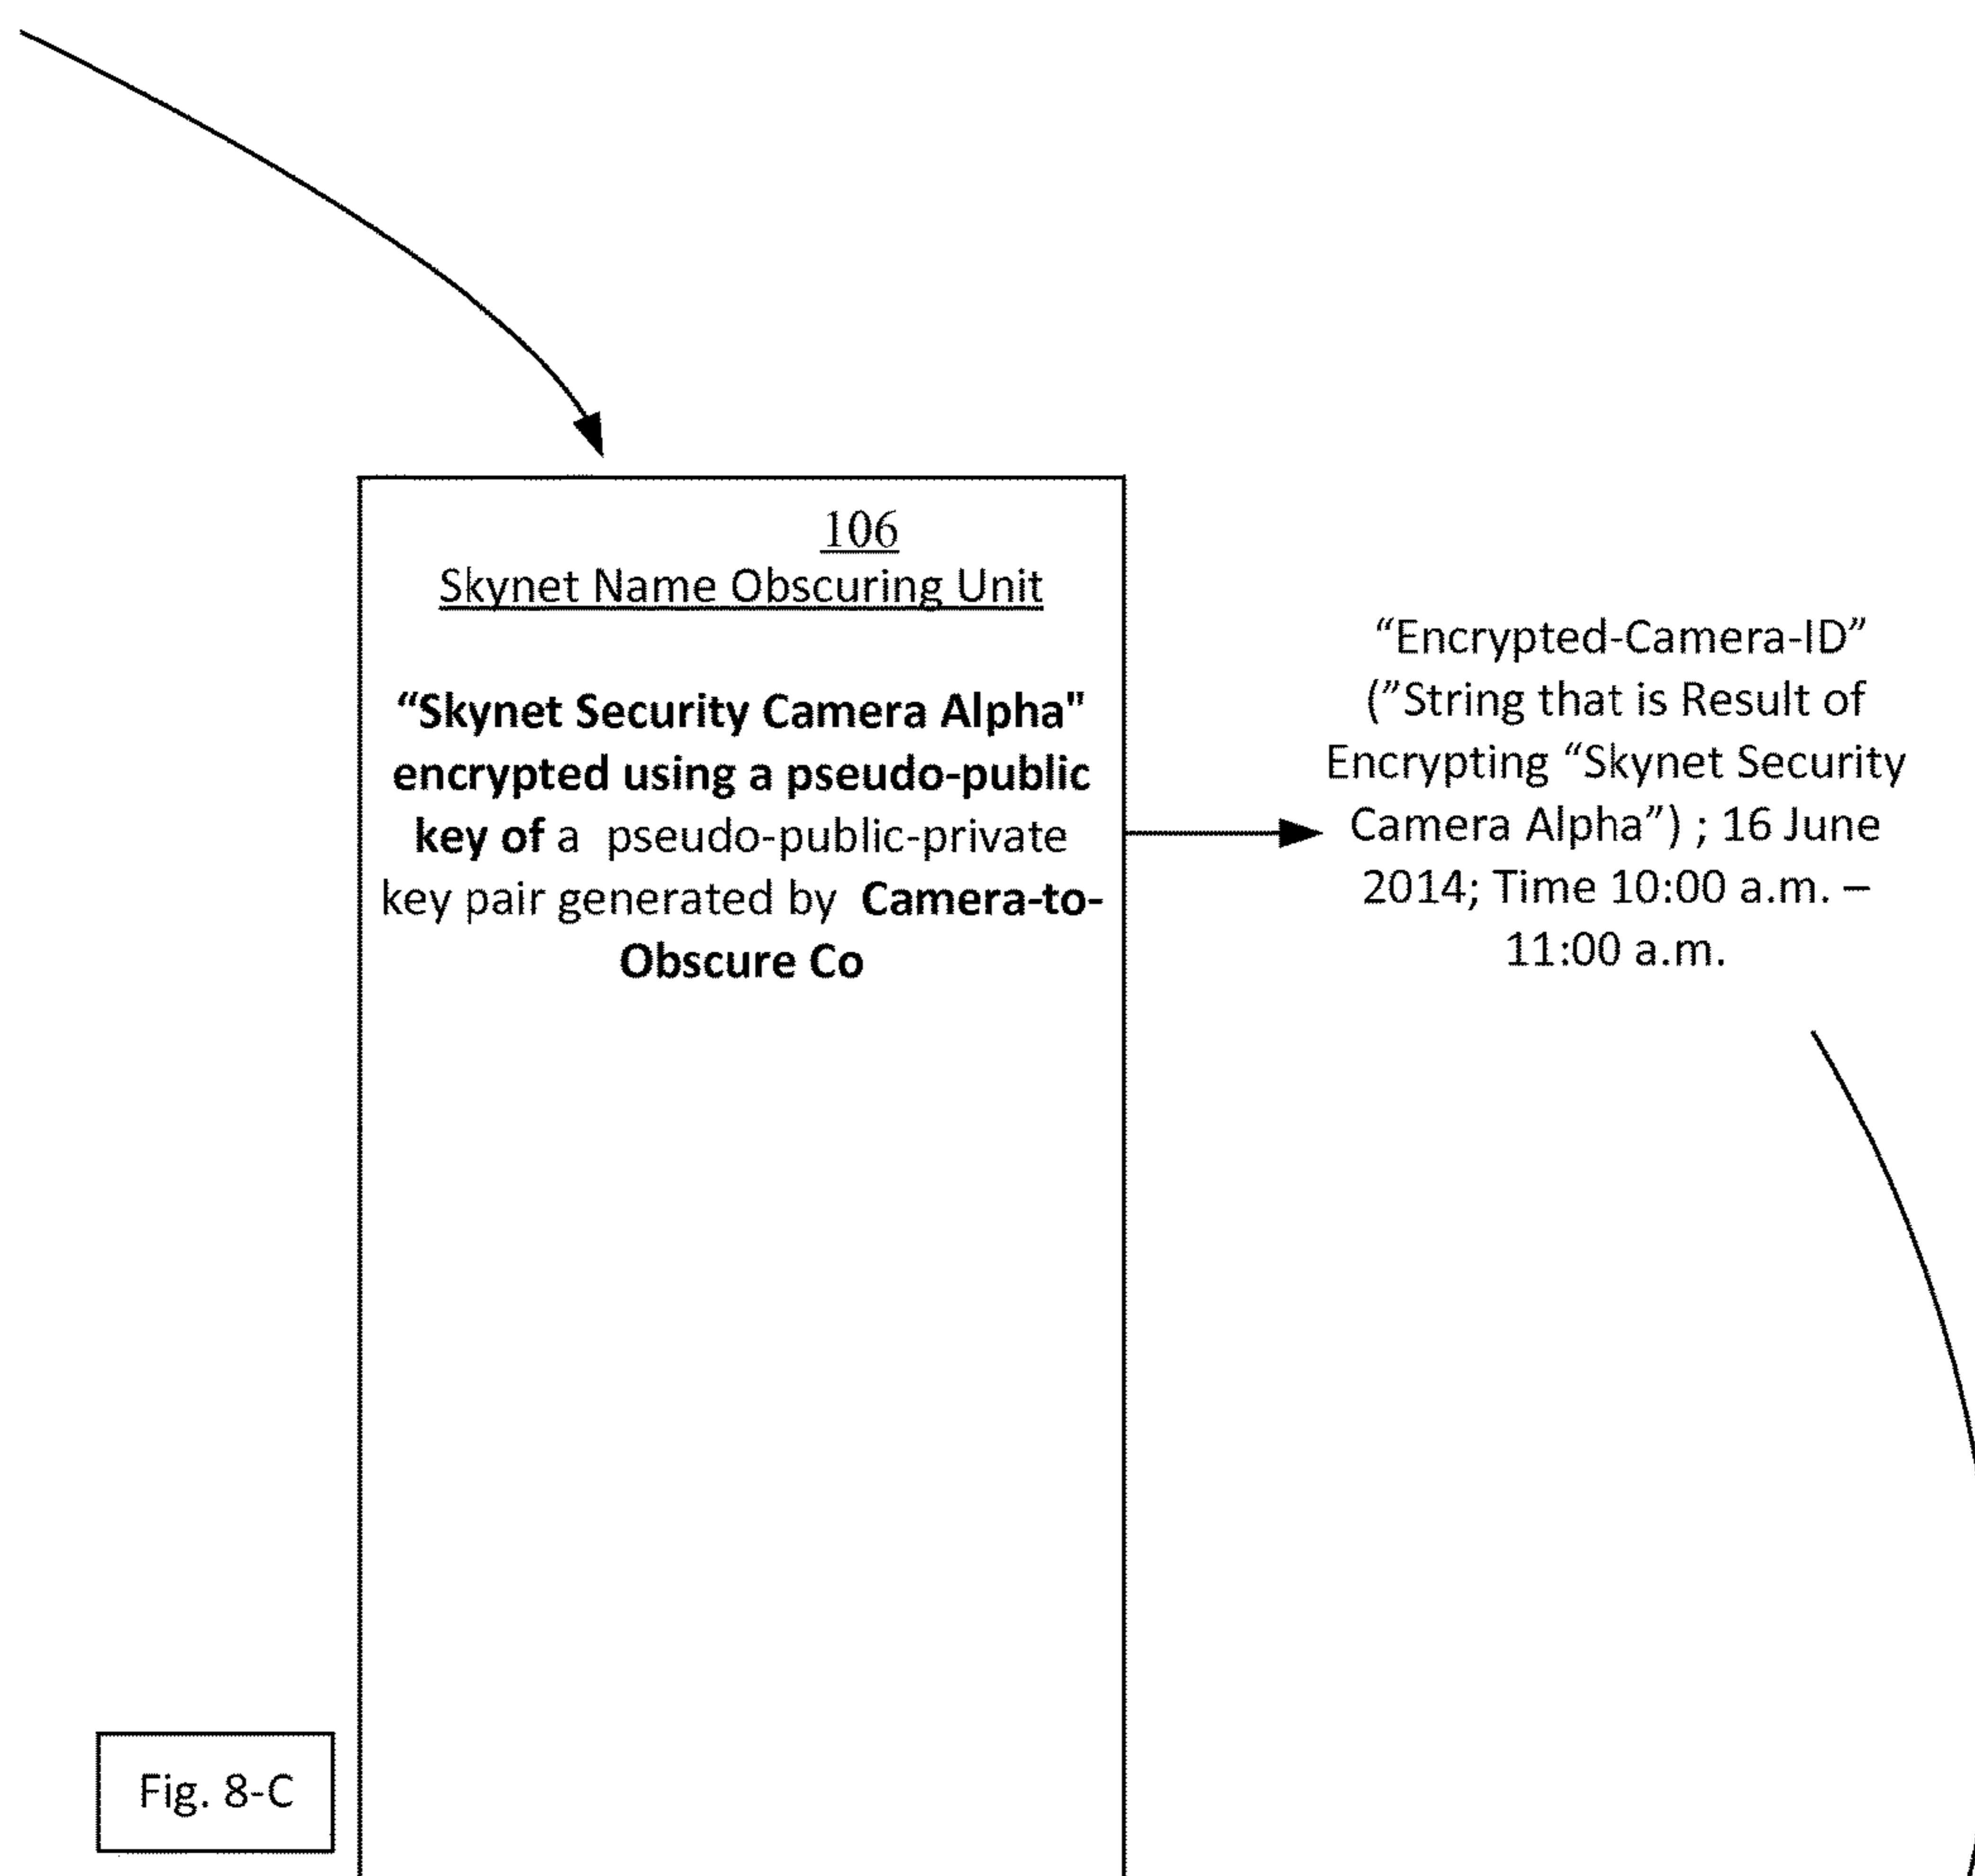 106
Skynet Name Obscuring Unit
“Skynet Security Camera Alpha"
encrypted using a pseudo-public
key of a pseudo-public-private
key pair generated by Camera-to-
Obscure Co
“Encrypted-Camera-ID”
(”String that is Result of
Encrypting “Skynet Security
Camera Alpha”) ; 16 June
2014; Time 10:00 a.m. –
11:00 a.m.
Fig. 8-C